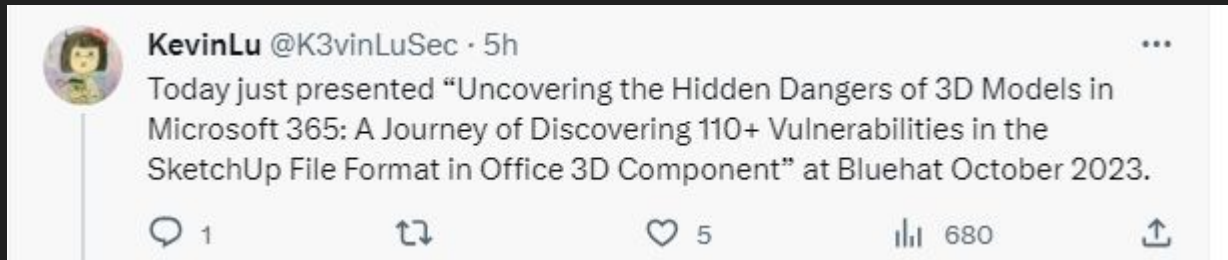 KevinLu @K3vinLuSec · 5h
Today just presented “Uncovering the Hidden Dangers of 3D Models in
Microsoft 365: A Journey of Discovering 110+ Vulnerabilities in the
SketchUp File Format in Office 3D Component” at Bluehat October 2023.
1 5 680